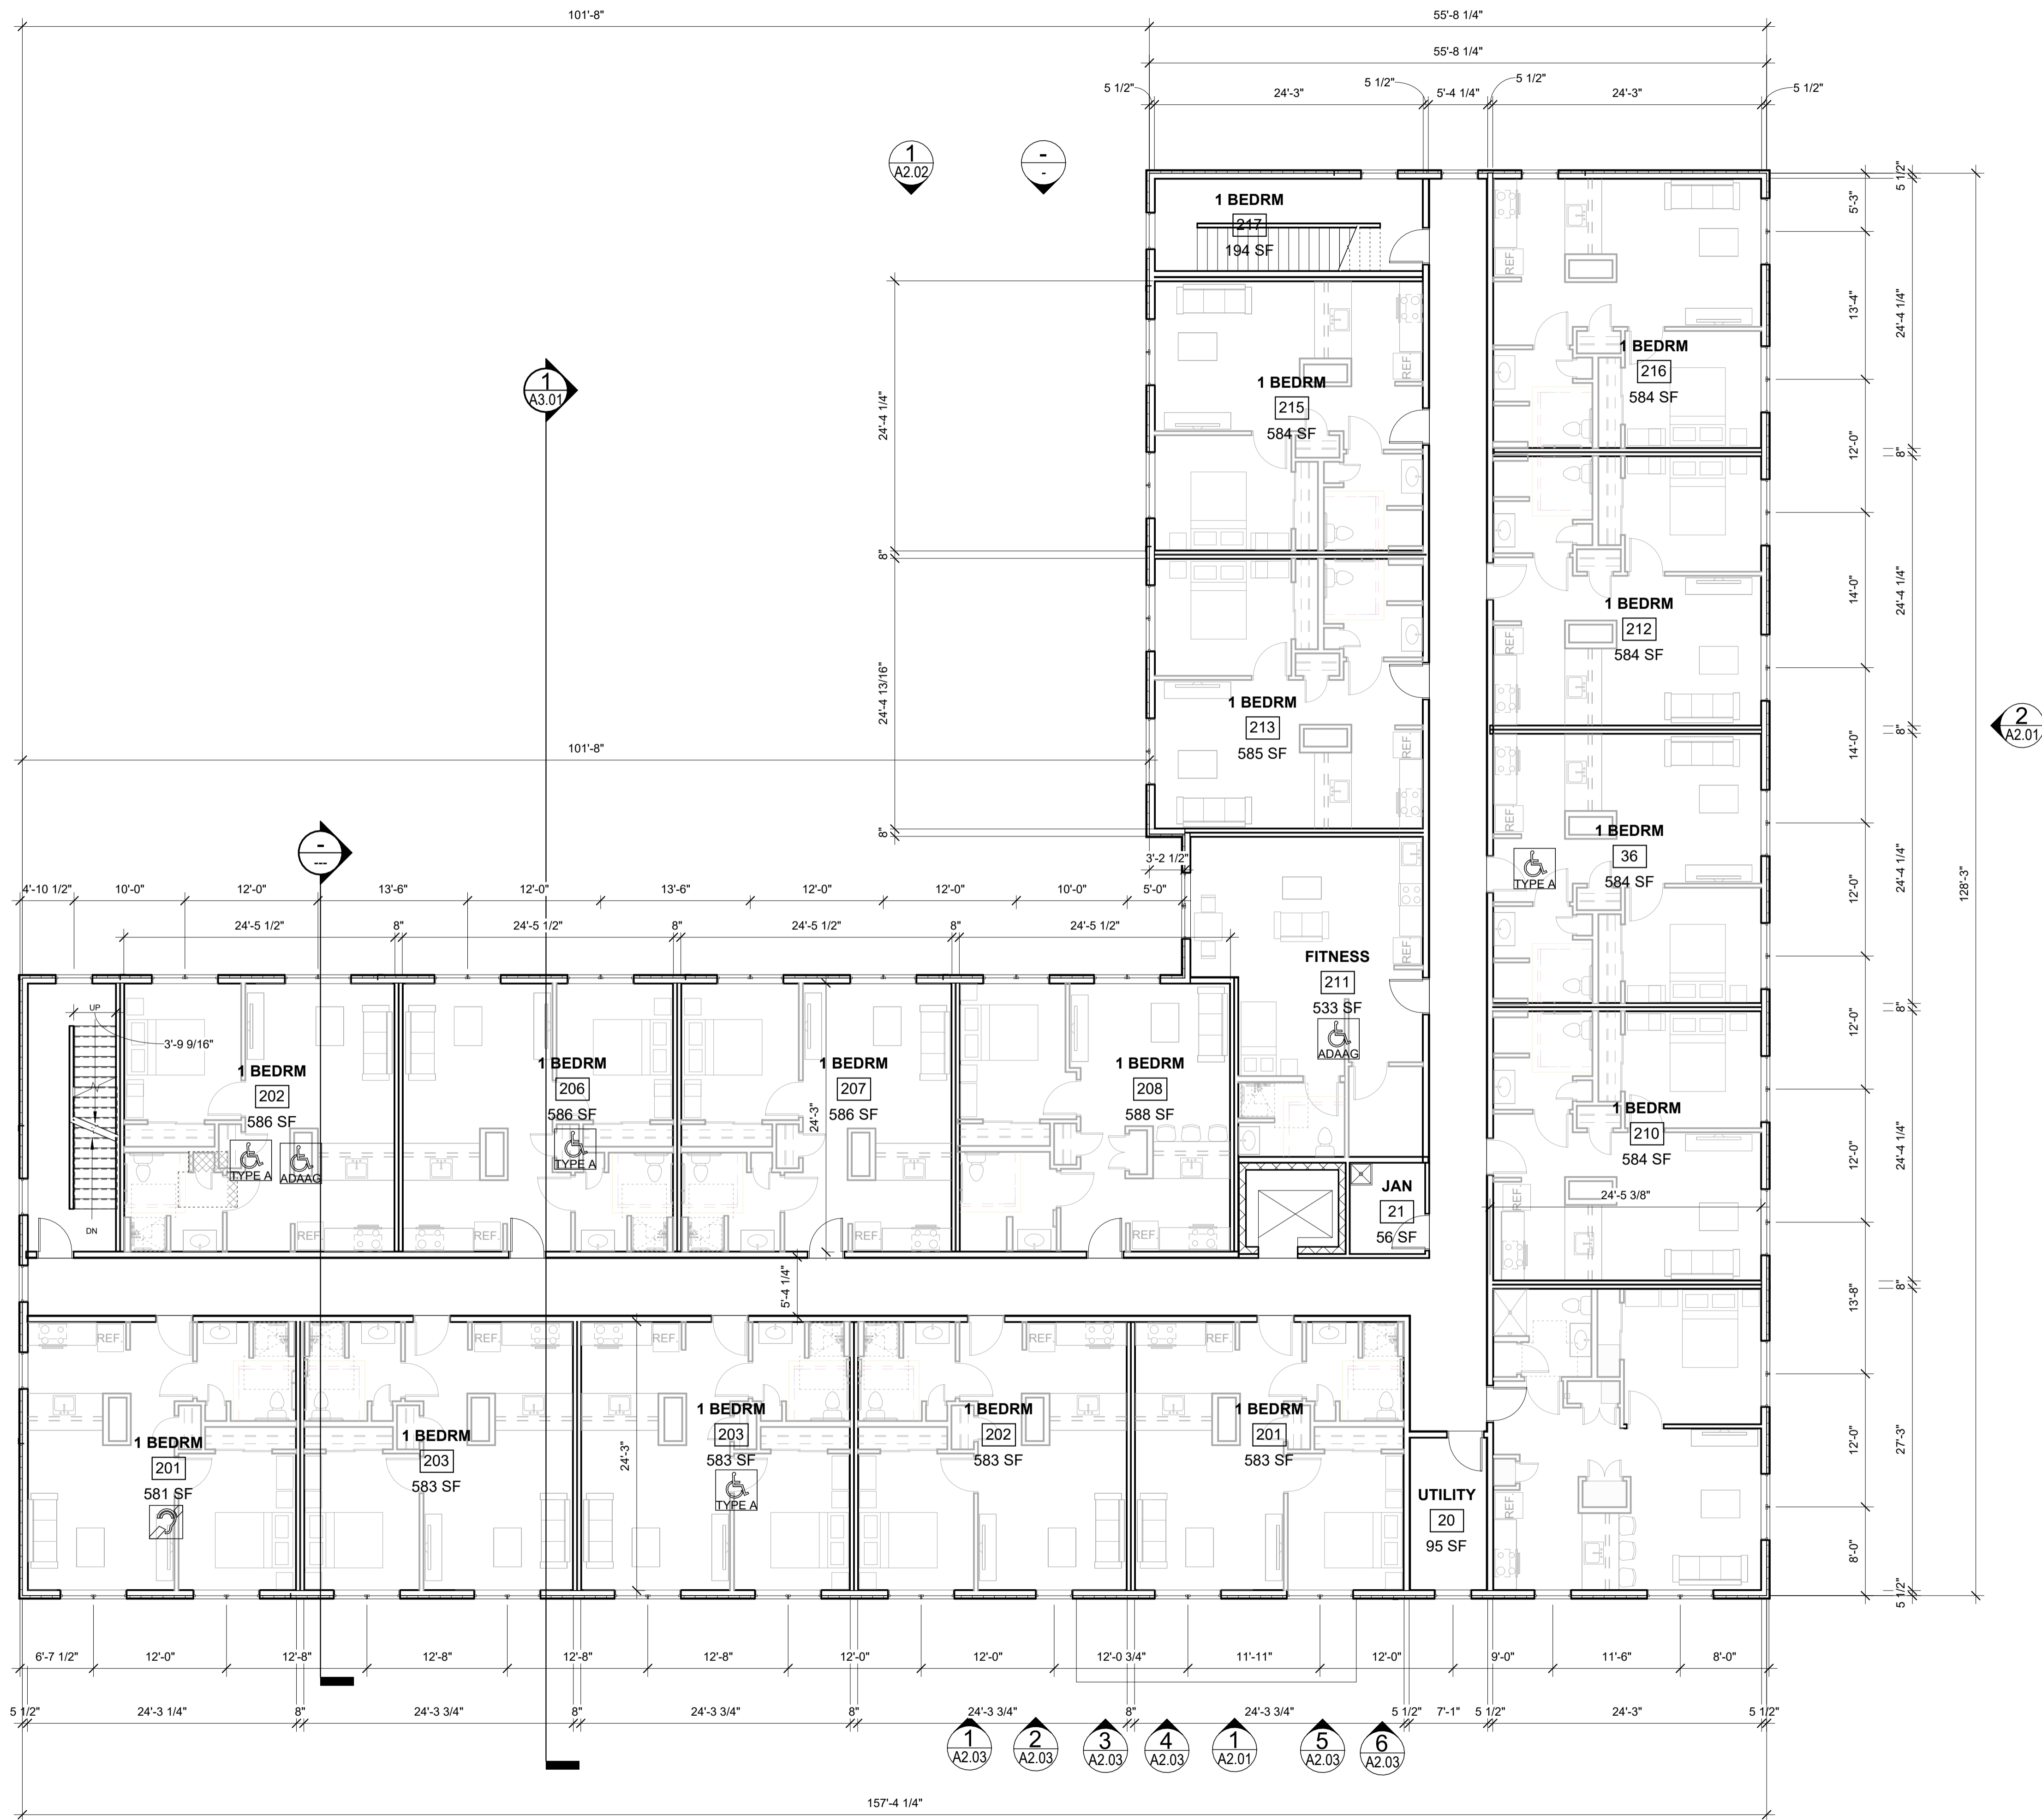 101'-8"
55'-8 1/4"
55'-8 1/4"
5 1/2"
24'-3"
5 1/2"
5'-4 1/4"
5 1/2"
24'-3"
5 1/2"
1
A2.02
-
-
1 BEDRM
217
194 SF
REF.
1 BEDRM
216
584 SF
5 1/2"
5'-3"
13'-4"
24'-4 1/4"
1
A3.01
24'-4 1/4"
REF.
1 BEDRM
215
584 SF
12'-0"
8"
8"
14'-0"
24'-4 1/4"
1 BEDRM
212
584 SF
REF.
24'-4 13/16"
1 BEDRM
213
585 SF
REF.
2
A2.01
8"
14'-0"
101'-8"
128'-3"
8"
3'-2 1/2"
REF.
1 BEDRM
36
584 SF
TYPE A
12'-0"
24'-4 1/4"
-
---
4'-10 1/2"
10'-0"
12'-0"
13'-6"
12'-0"
13'-6"
12'-0"
12'-0"
10'-0"
5'-0"
24'-5 1/2"
8"
24'-5 1/2"
8"
24'-5 1/2"
8"
24'-5 1/2"
REF.
FITNESS
211
533 SF
ADAAG
8"
12'-0"
UP
3'-9 9/16"
DN
1 BEDRM
202
586 SF
TYPE A
ADAAG
REF.
1 BEDRM
206
586 SF
TYPE A
REF.
1 BEDRM
207
586 SF
24'-3"
REF.
1 BEDRM
208
588 SF
REF.
1 BEDRM
210
584 SF
24'-5 3/8"
REF.
12'-0"
24'-4 1/4"
JAN
21
56 SF
8"
13'-8"
5'-4 1/4"
REF.
REF.
REF.
REF.
REF.
1 BEDRM
201
581 SF
1 BEDRM
203
583 SF
24'-3"
1 BEDRM
203
583 SF
TYPE A
1 BEDRM
202
583 SF
1 BEDRM
201
583 SF
UTILITY
20
95 SF
REF.
12'-0"
27'-3"
8'-0"
5 1/2"
6'-7 1/2"
12'-0"
12'-8"
12'-8"
12'-8"
12'-8"
12'-0"
12'-0"
12'-0 3/4"
11'-11"
12'-0"
9'-0"
11'-6"
8'-0"
5 1/2"
24'-3 1/4"
8"
24'-3 3/4"
8"
24'-3 3/4"
8"
24'-3 3/4"
8"
24'-3 3/4"
5 1/2"
7'-1"
5 1/2"
24'-3"
5 1/2"
1
A2.03
2
A2.03
3
A2.03
4
A2.03
1
A2.01
5
A2.03
6
A2.03
157'-4 1/4"